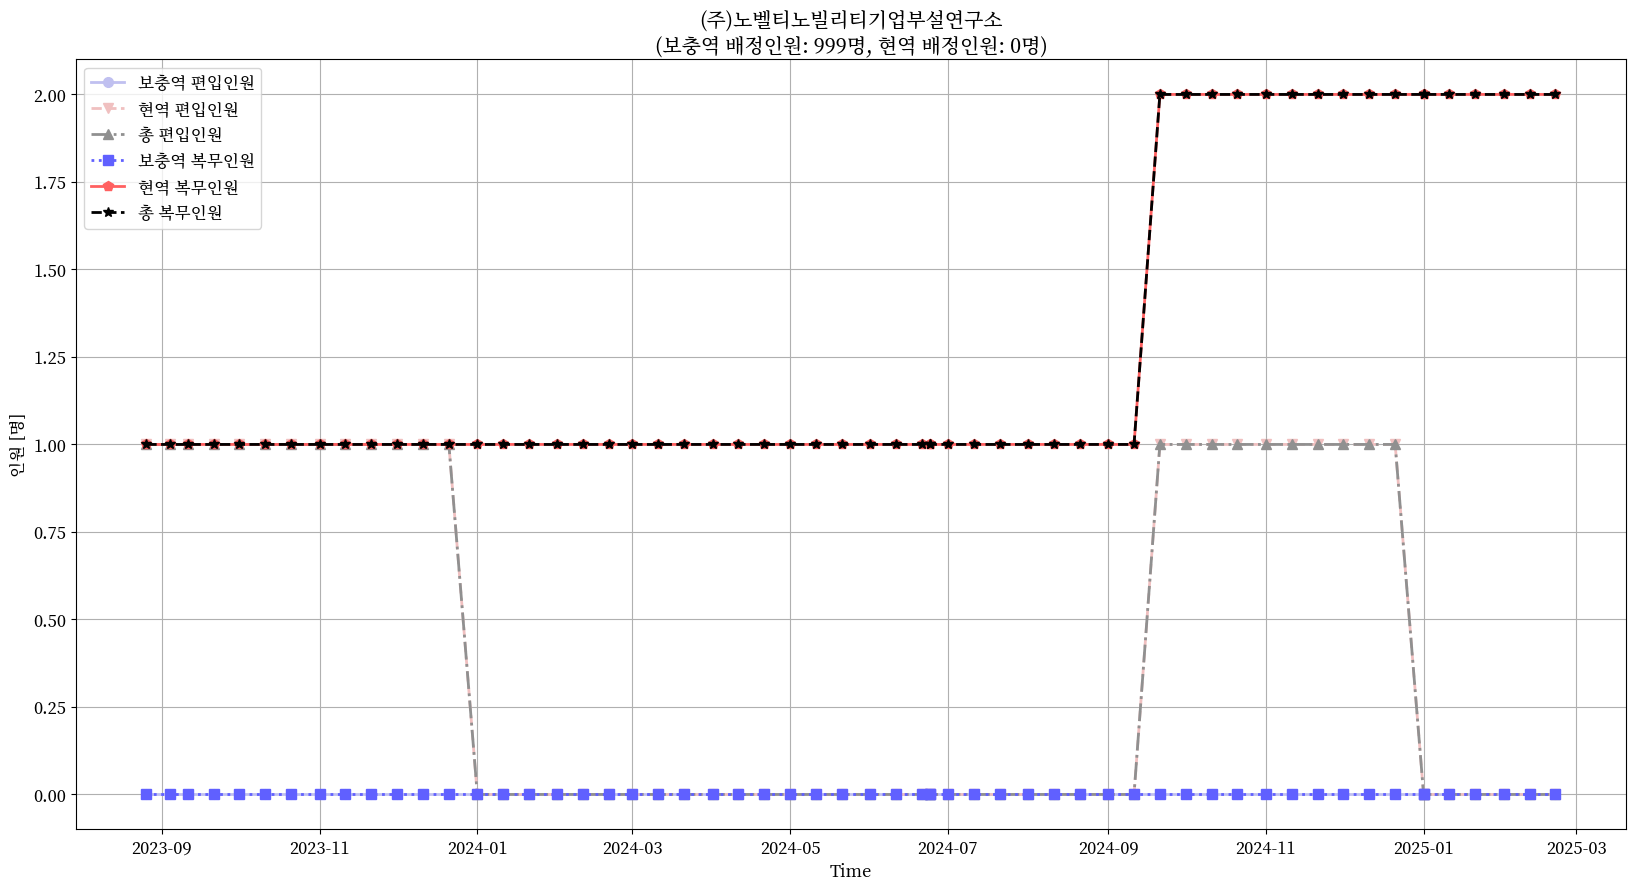 (주)노벨티노빌리티기업부설연구소
(보충역 배정인원: 999명, 현역 배정인원: 0명)
보충역 편입인원
현역 편입인원
총 편입인원
보충역 복무인원
현역 복무인원
총 복무인원
2.00
1.75
1.50
1.25
1.00
0.75
0.50
0.25
0.00
인원 [명]
2023-09 2023-11 2024-01 2024-03 2024-05 2024-07 2024-09 2024-11 2025-01 2025-03
Time